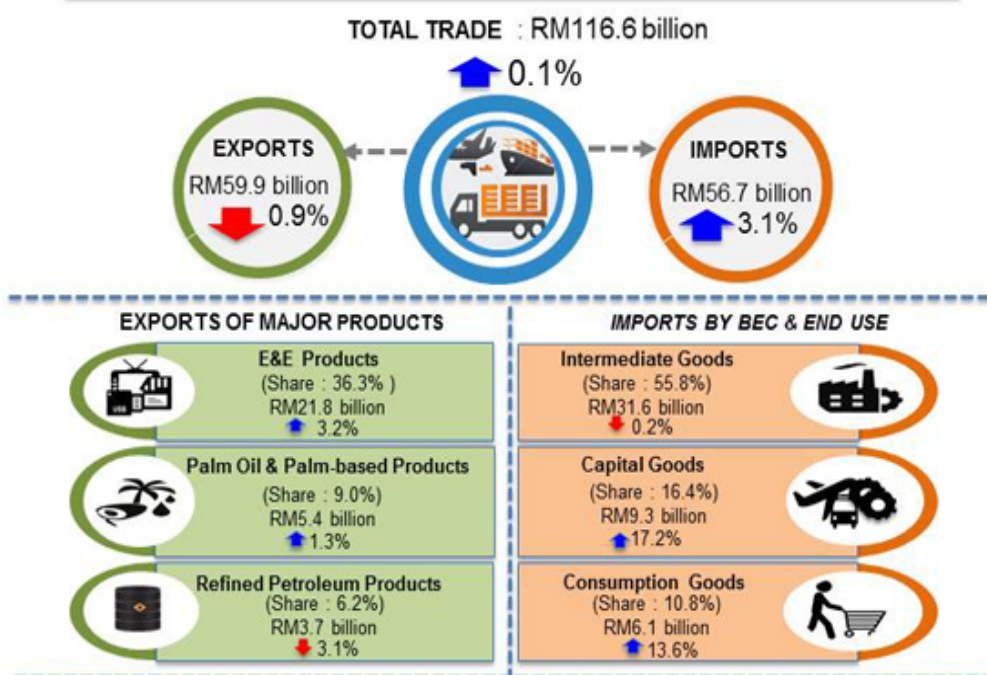 TOTAL TRADE : RM116.6 billion
0.1%
EXPORTS
RM59.9 billion
0.9%
IMPORTS
RM56.7 billion
3.1%
EXPORTS OF MAJOR PRODUCTS
E&E Products
(Share : 36.3% )
RM21.8 billion
3.2%
Palm Oil & Palm-based Products
(Share : 9.0%)
RM5.4 billion
1.3%
Refined Petroleum Products
(Share : 6.2%)
RM3.7 billion
3.1%
IMPORTS BY BEC & END USE
Intermediate Goods
(Share : 55.8%)
RM31.6 billion
0.2%
Capital Goods
(Share : 16.4%)
RM9.3 billion
17.2%
Consumption Goods
(Share : 10.8%)
RM6.1 billion
13.6%